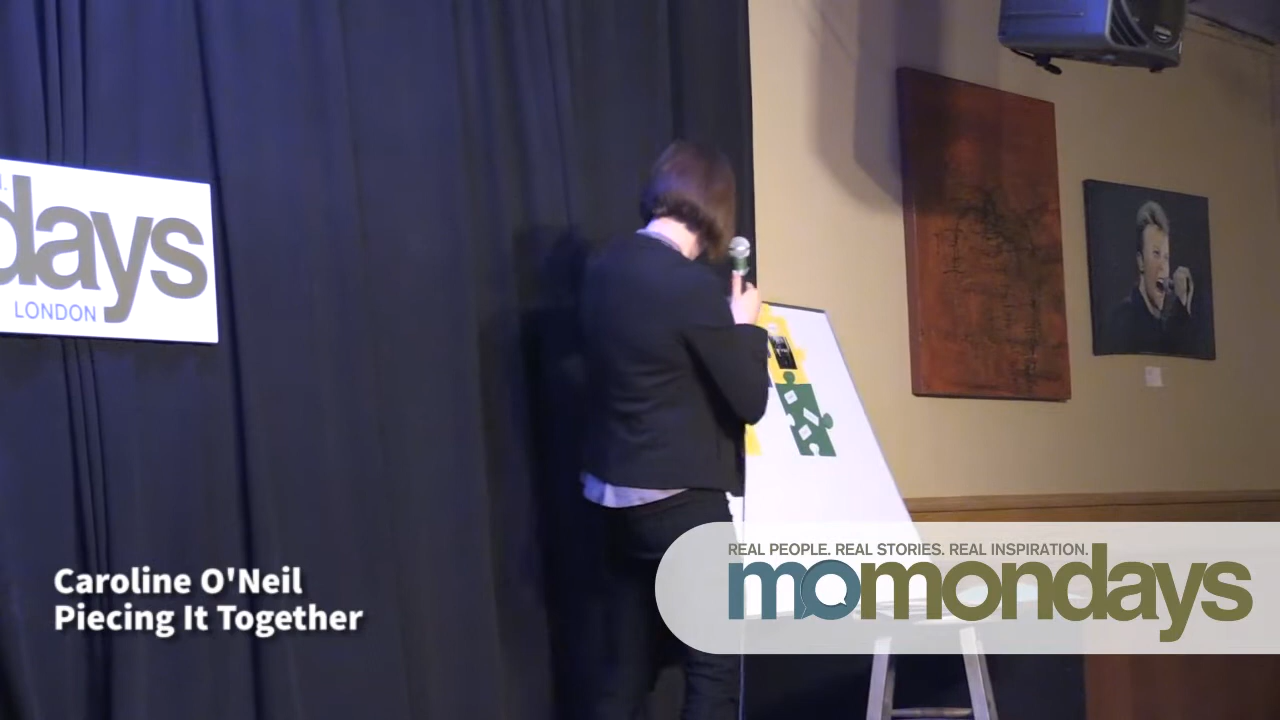 days
LONDON
Caroline O'Neil
Piecing It Together
REAL PEOPLE. REAL STORIES. REAL INSPIRATION.
momondays